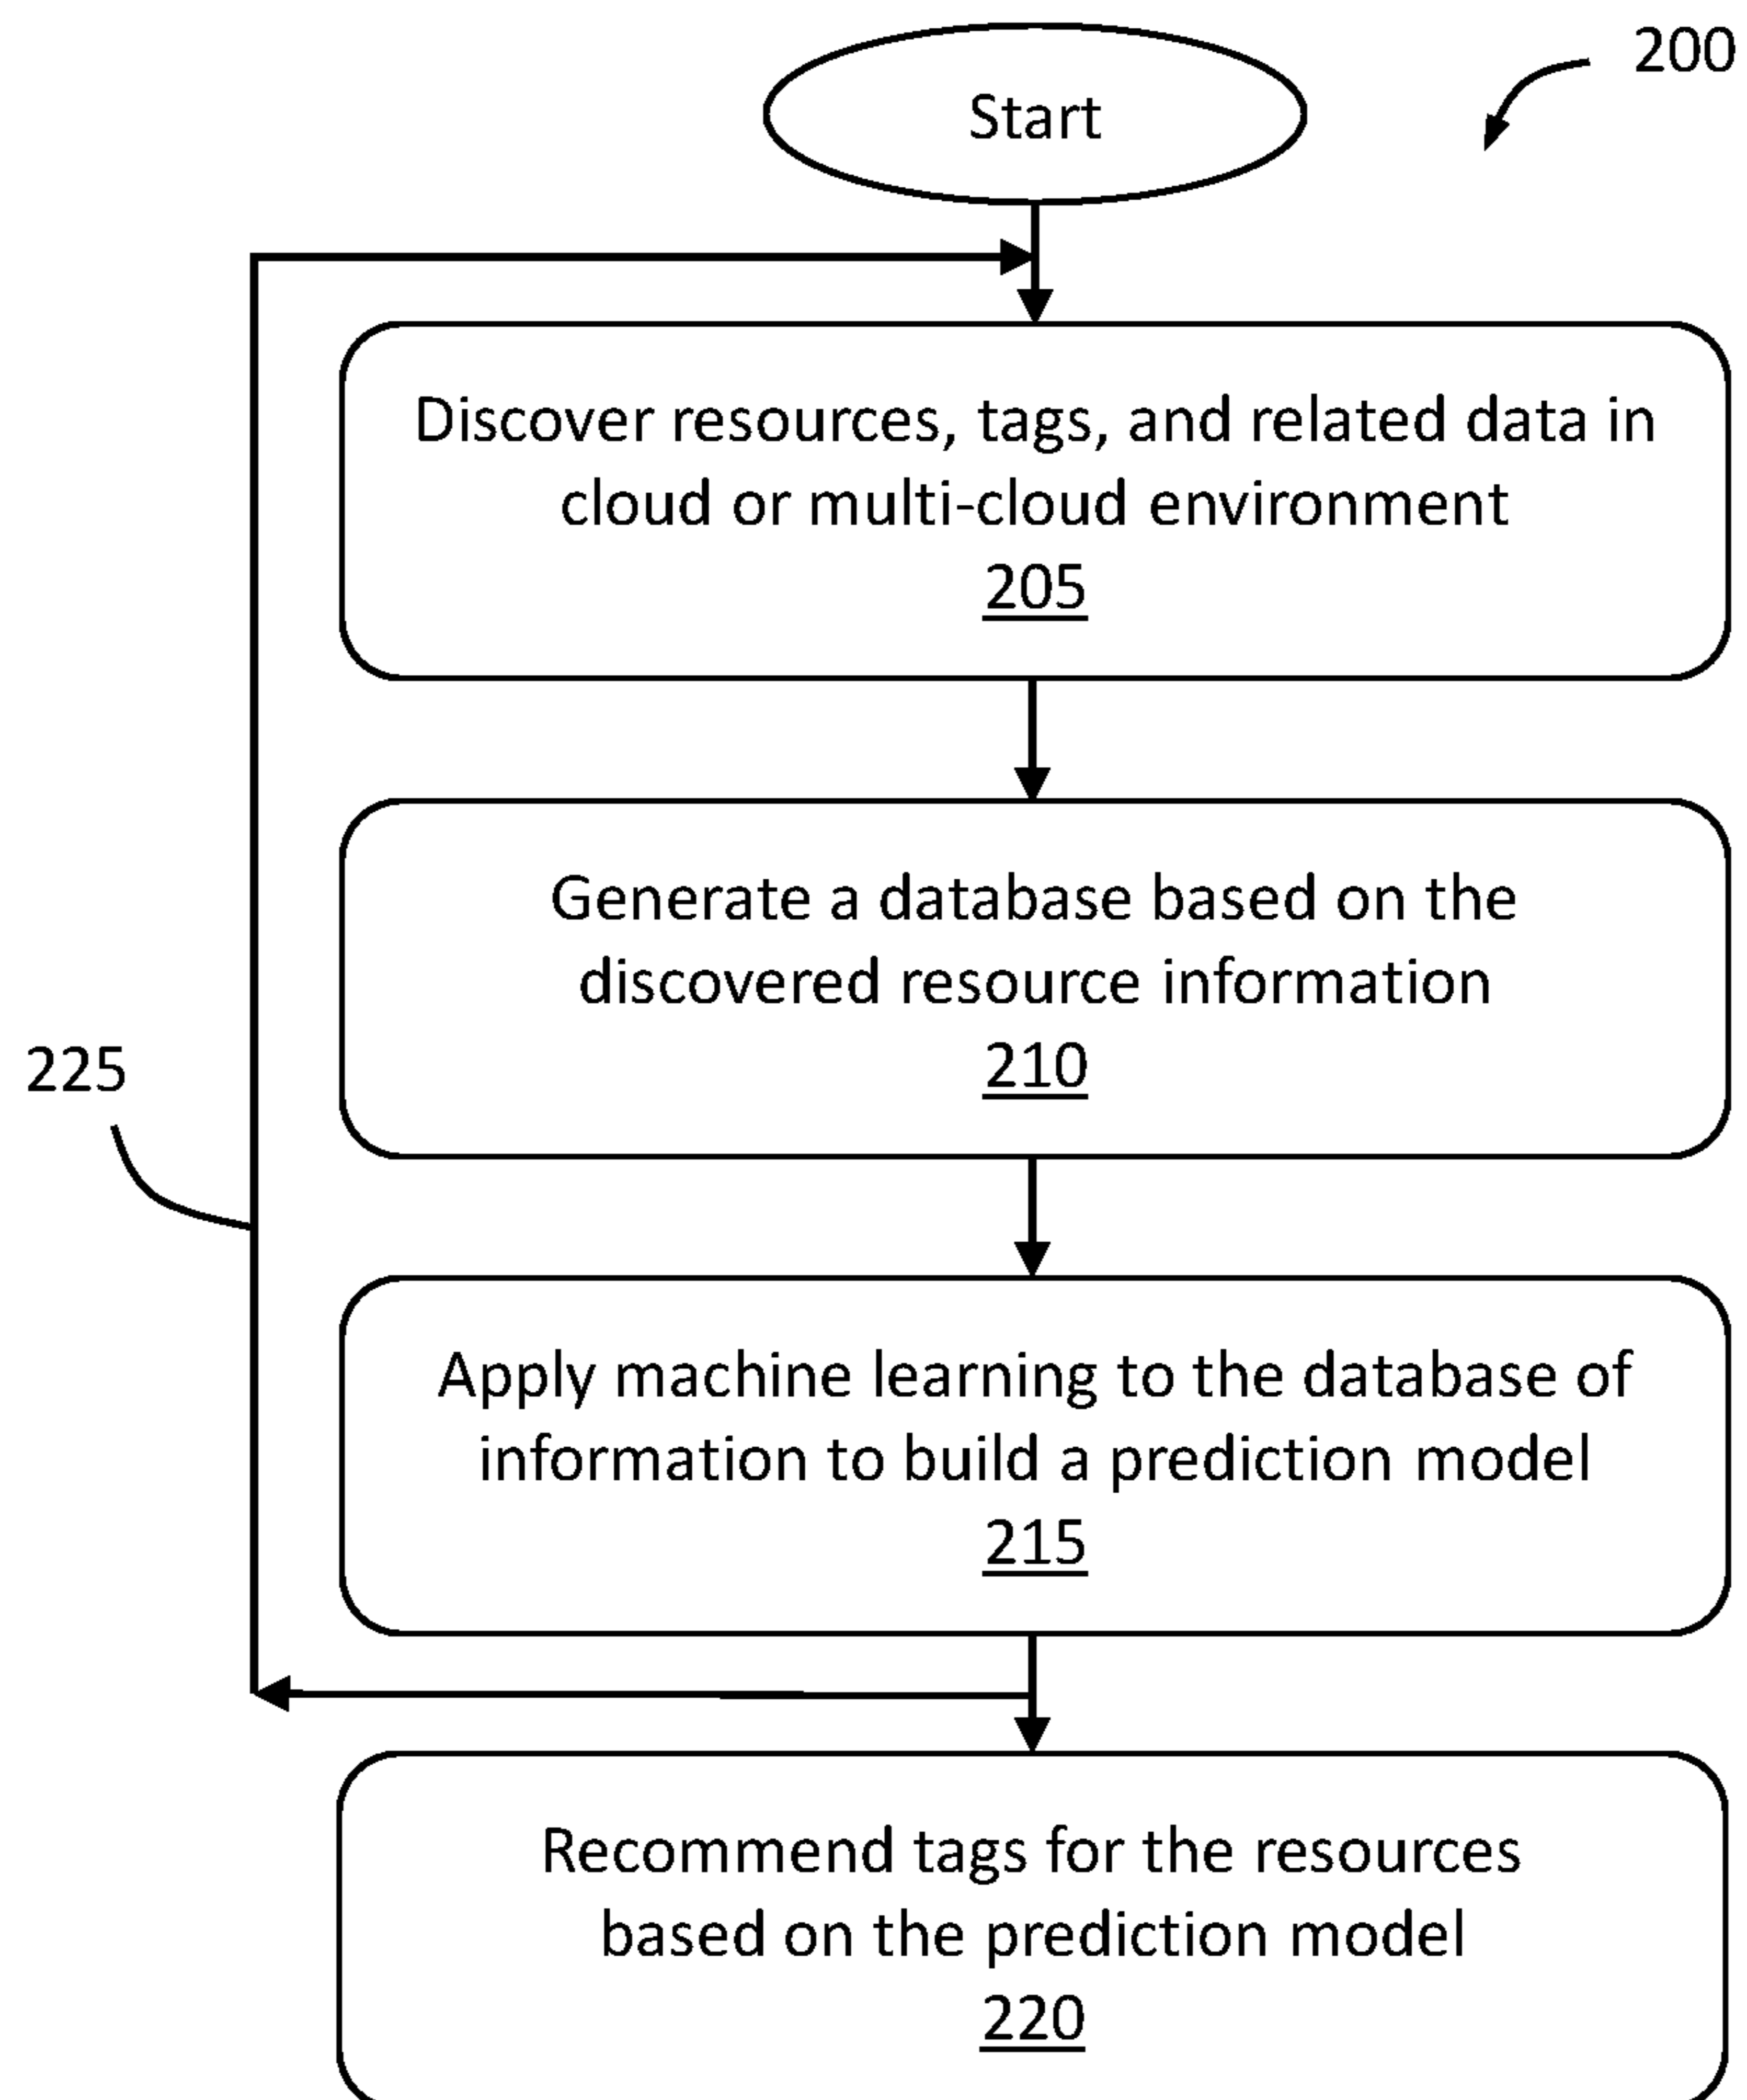 200
Start
Discover resources, tags, and related data in
cloud or multi-cloud environment
205
Generate a database based on the
discovered resource information
210
225
Apply machine learning to the database of
information to build a prediction model
215
Recommend tags for the resources
based on the prediction model
220